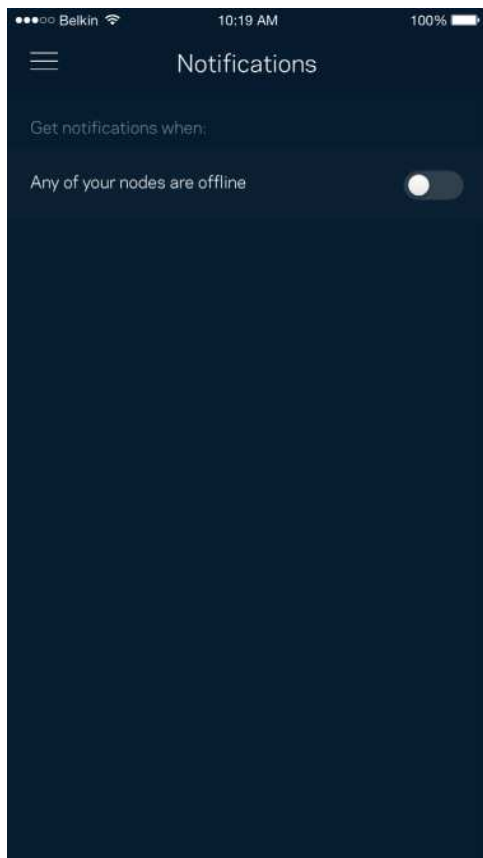 Belkin 10:19 AM 100%
Notifications
Get notifications when:
Any of your nodes are offline